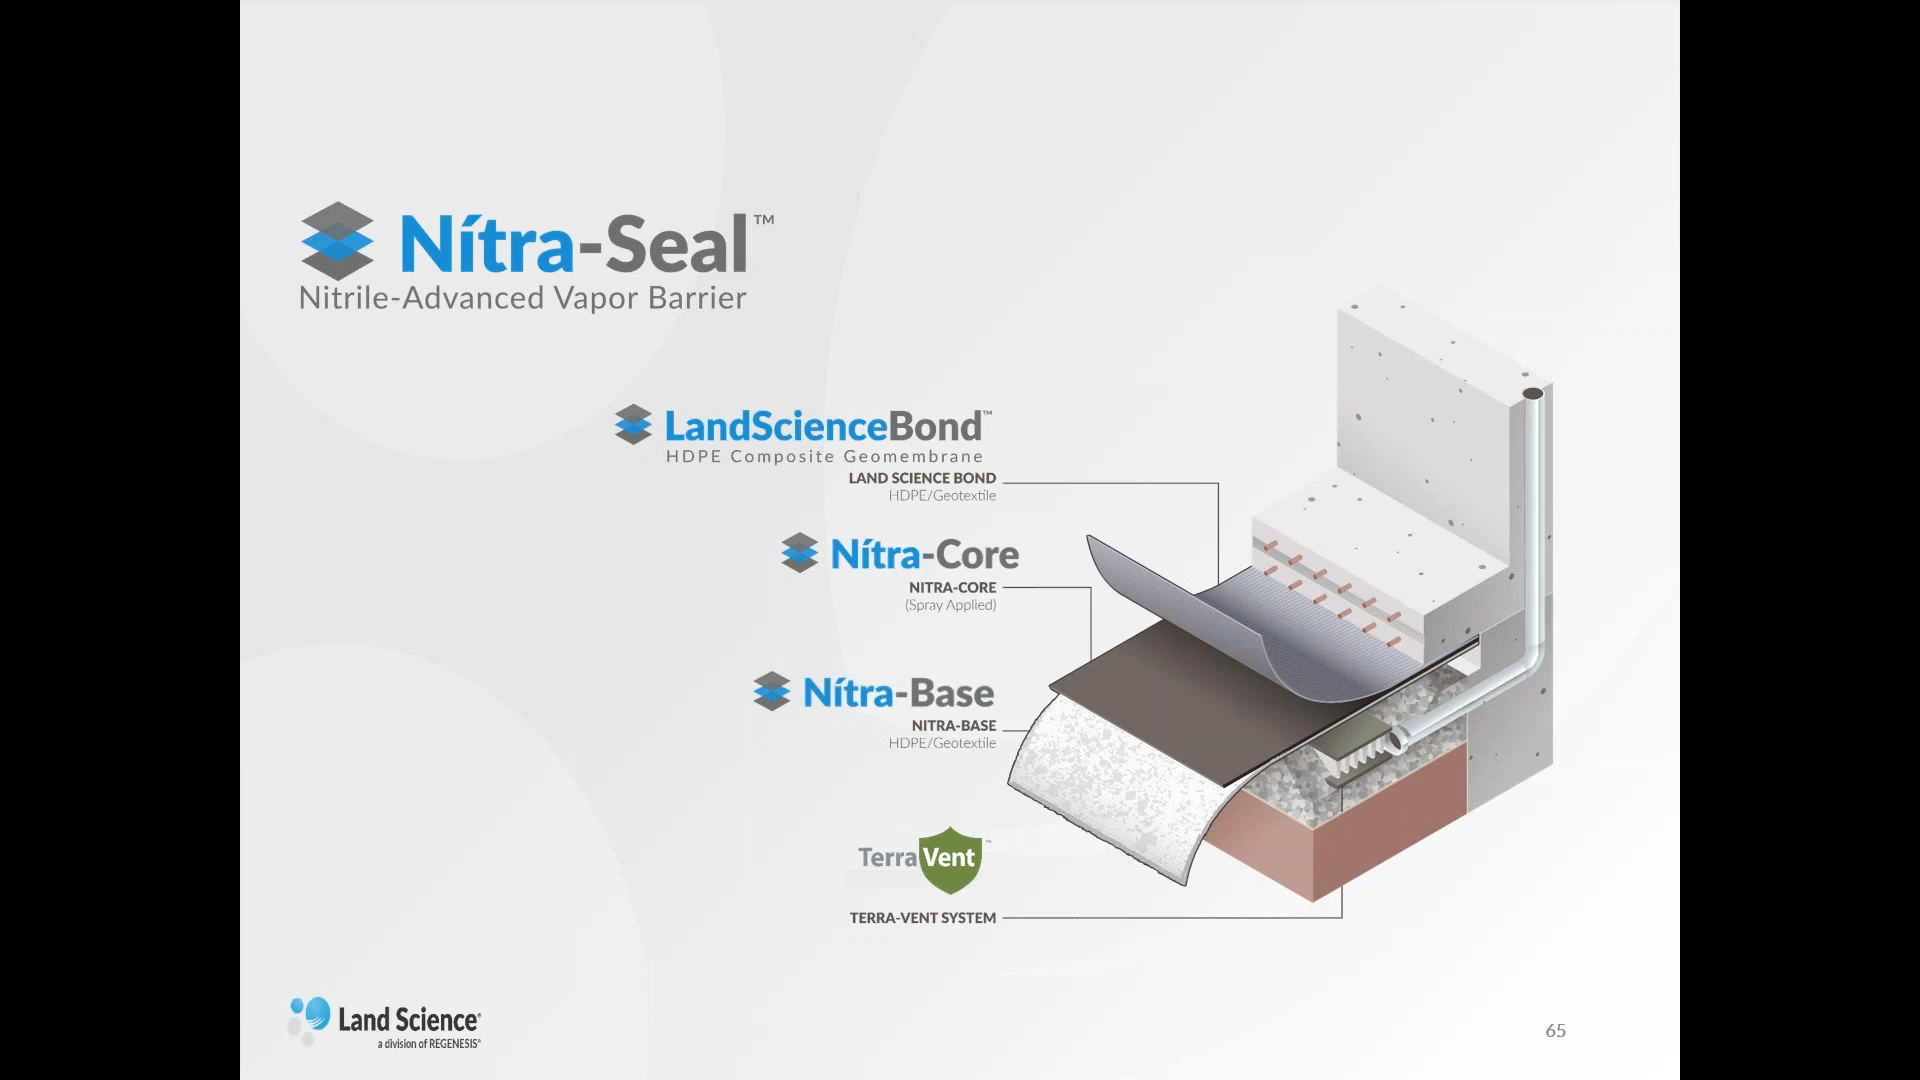 Nítra-Seal™
Nitrile-Advanced Vapor Barrier
LandScienceBond™
HDPE Composite Geomembrane
LAND SCIENCE BOND
HDPE/Geotextile
Nítra-Core
NITRA-CORE
(Spray Applied)
Nítra-Base
NITRA-BASE
HDPE/Geotextile
TerraVent™
TERRA-VENT SYSTEM
Land Science®
a division of REGENESIS®
65